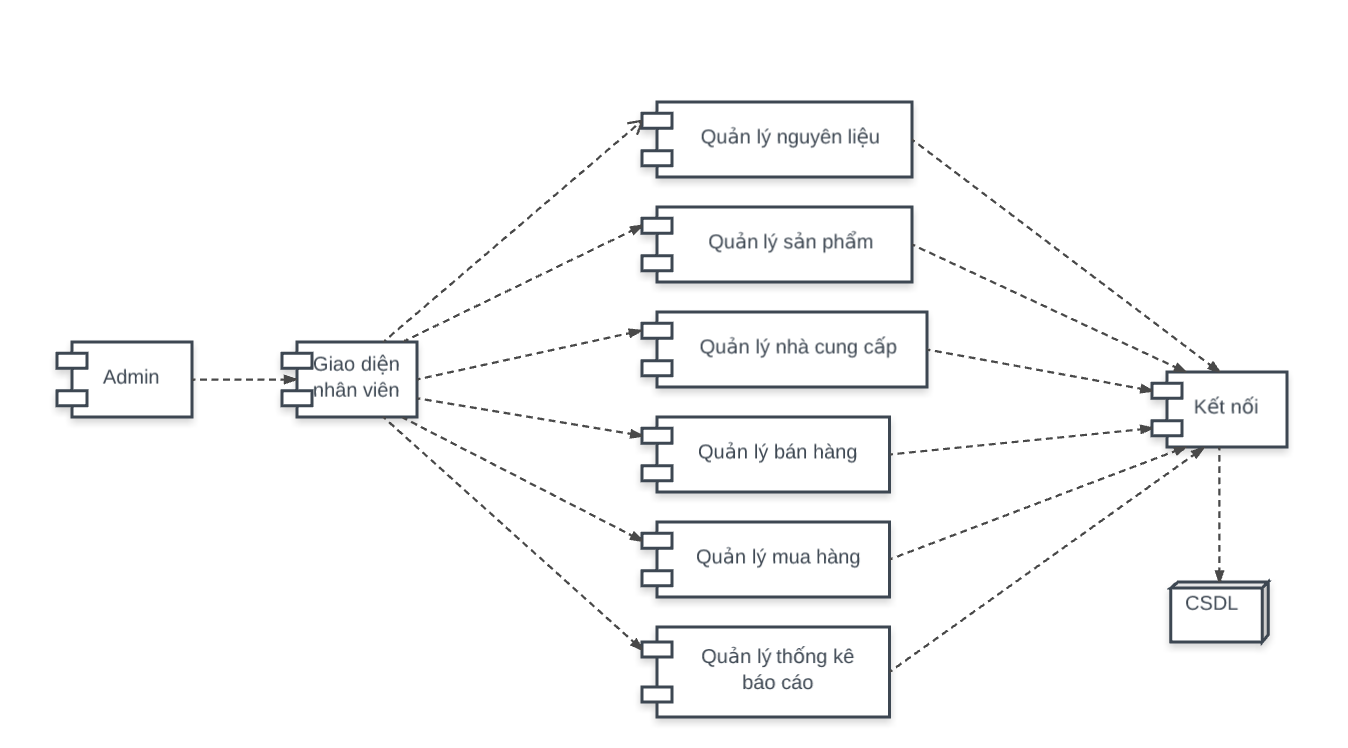 Admin
Giao diện
nhân viên
Quản lý nguyên liệu
Quản lý sản phẩm
Quản lý nhà cung cấp
Quản lý bán hàng
Quản lý mua hàng
Quản lý thống kê
báo cáo
Kết nối
CSDL